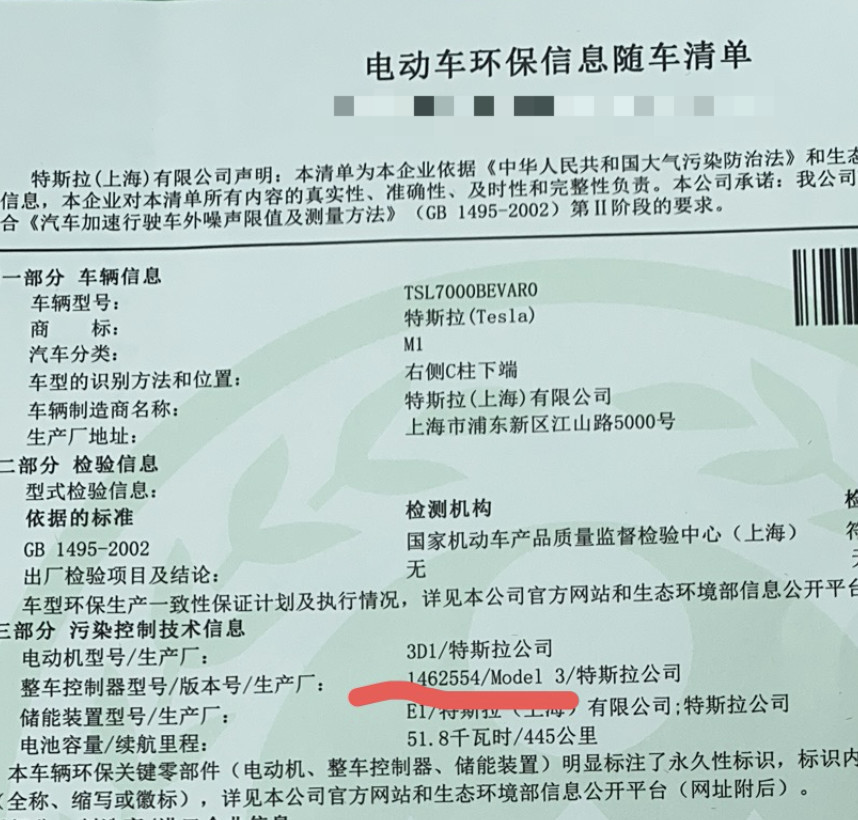 电动车环保信息随车清单
特斯拉(上海)有限公司声明：本清单为本企业依据《中华人民共和国大气污染防治法》和生态
信息，本企业对本清单所有内容的真实性、准确性、及时性和完整性负责。本公司承诺：我公司
合《汽车加速行驶车外噪声限值及测量方法》（GB 1495-2002）第Ⅱ阶段的要求。
一部分 车辆信息
车辆型号： TSL7000BEVAR0
商 标： 特斯拉(Tesla)
汽车分类： M1
车型的识别方法和位置： 右侧C柱下端
车辆制造商名称： 特斯拉(上海)有限公司
生产厂地址： 上海市浦东新区江山路5000号
二部分 检验信息
型式检验信息：
依据的标准 检测机构
GB 1495-2002 国家机动车产品质量监督检验中心（上海）
出厂检验项目及结论： 无
车型环保生产一致性保证计划及执行情况，详见本公司官方网站和生态环境部信息公开平台
三部分 污染控制技术信息
电动机型号/生产厂： 3D1/特斯拉公司
整车控制器型号/版本号/生产厂： 1462554/Model 3/特斯拉公司
储能装置型号/生产厂： E1/特斯拉（上海）有限公司;特斯拉公司
电池容量/续航里程： 51.8千瓦时/445公里
本车辆环保关键零部件（电动机、整车控制器、储能装置）明显标注了永久性标识，标识内
（全称、缩写或徽标），详见本公司官方网站和生态环境部信息公开平台（网址附后）。